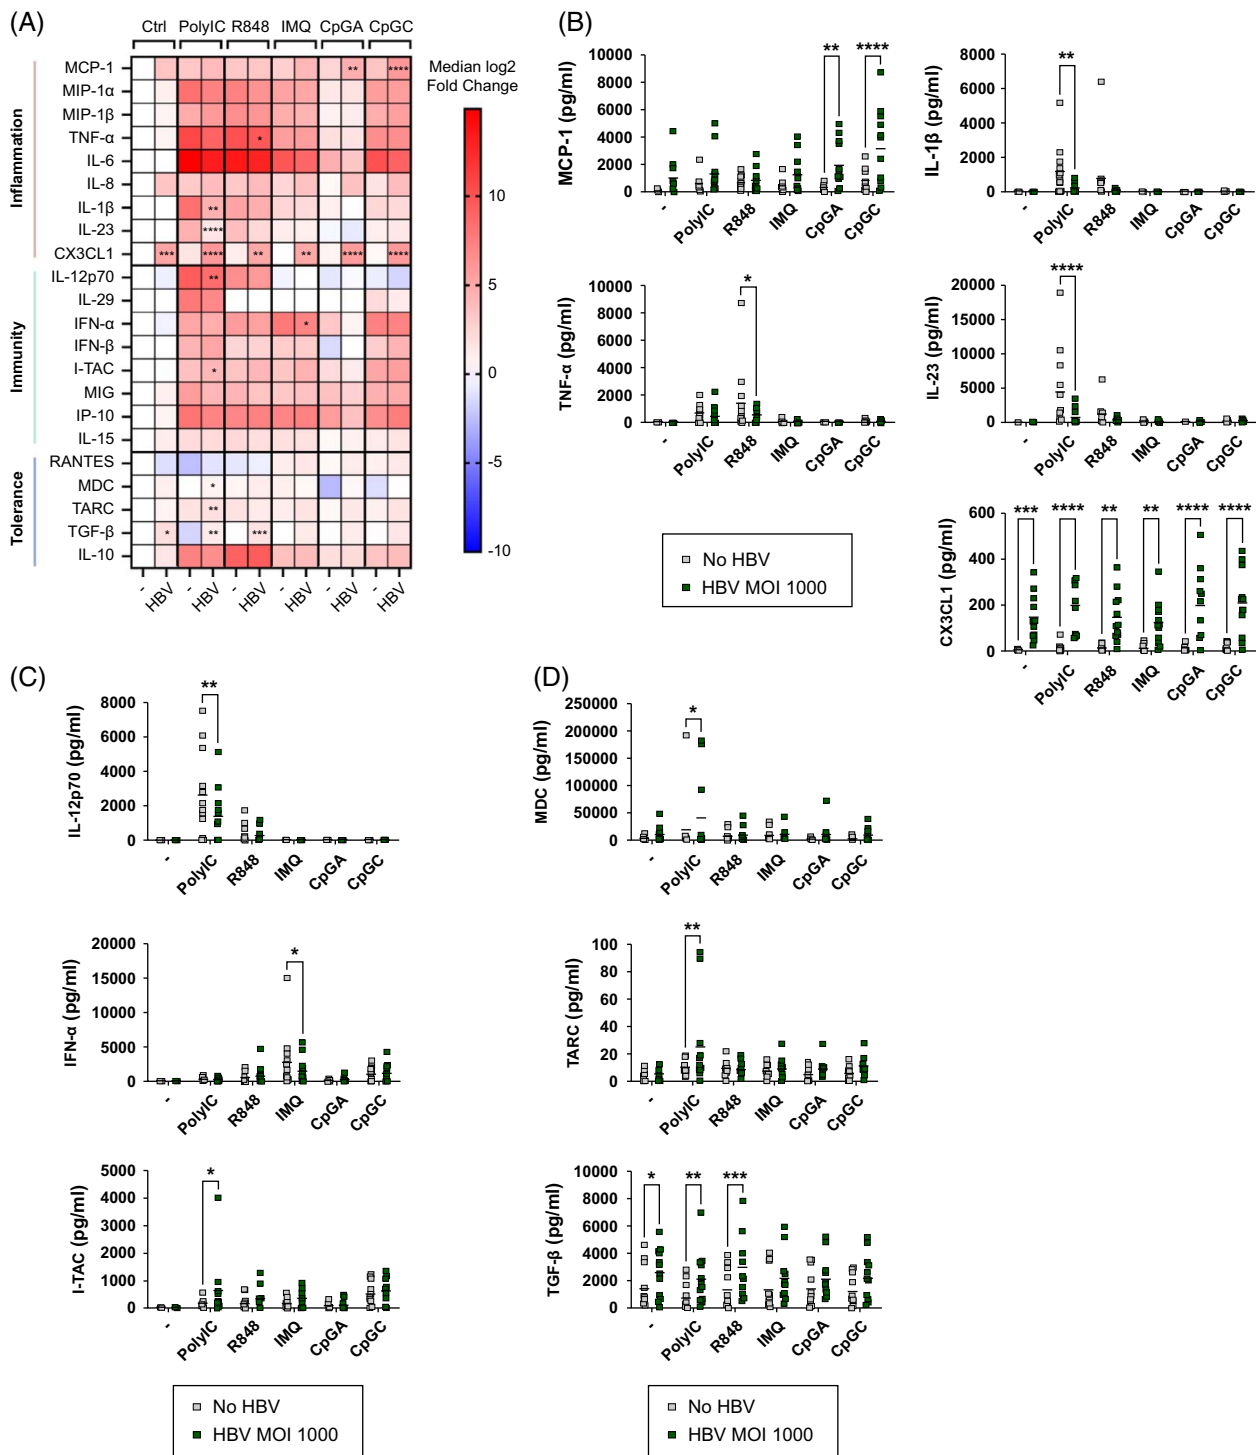 (A)
Ctrl PolyIC R848 IMQ CpGA CpGC
Inflammation
MCP-1 ** ****
MIP-1α
MIP-1β
TNF-α *
IL-6
IL-8
IL-1β **
IL-23 ****
CX3CL1 *** **** ** ** **** ****
Immunity
IL-12p70 **
IL-29
IFN-α *
IFN-β
I-TAC *
MIG
IP-10
IL-15
Tolerance
RANTES
MDC *
TARC **
TGF-β * ** ***
IL-10
- HBV - HBV - HBV - HBV - HBV - HBV
Median log2
Fold Change
10
5
0
-5
-10
(B)
MCP-1 (pg/ml)
10000
8000
6000
4000
2000
0
** ****
- PolyIC R848 IMQ CpGA CpGC
IL-1β (pg/ml)
8000
6000
4000
2000
0
**
- PolyIC R848 IMQ CpGA CpGC
TNF-α (pg/ml)
10000
8000
6000
4000
2000
0
*
- PolyIC R848 IMQ CpGA CpGC
IL-23 (pg/ml)
20000
15000
10000
5000
0
****
- PolyIC R848 IMQ CpGA CpGC
No HBV
HBV MOI 1000
CX3CL1 (pg/ml)
600
400
200
0
*** **** ** ** **** ****
- PolyIC R848 IMQ CpGA CpGC
(C)
IL-12p70 (pg/ml)
8000
6000
4000
2000
0
**
- PolyIC R848 IMQ CpGA CpGC
IFN-α (pg/ml)
20000
15000
10000
5000
0
*
- PolyIC R848 IMQ CpGA CpGC
I-TAC (pg/ml)
5000
4000
3000
2000
1000
0
*
- PolyIC R848 IMQ CpGA CpGC
No HBV
HBV MOI 1000
(D)
MDC (pg/ml)
250000
200000
150000
100000
50000
0
*
- PolyIC R848 IMQ CpGA CpGC
TARC (pg/ml)
100
80
60
40
20
0
**
- PolyIC R848 IMQ CpGA CpGC
TGF-β (pg/ml)
10000
8000
6000
4000
2000
0
* ** ***
- PolyIC R848 IMQ CpGA CpGC
No HBV
HBV MOI 1000